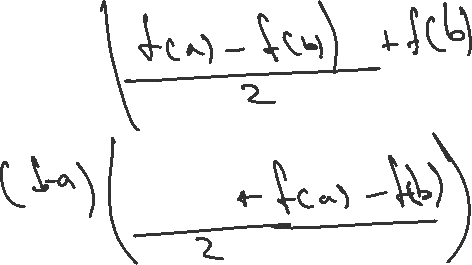 (f(a) - f(b))/2 + f(b)
(b-a)((+ f(a) - f(b))/2)